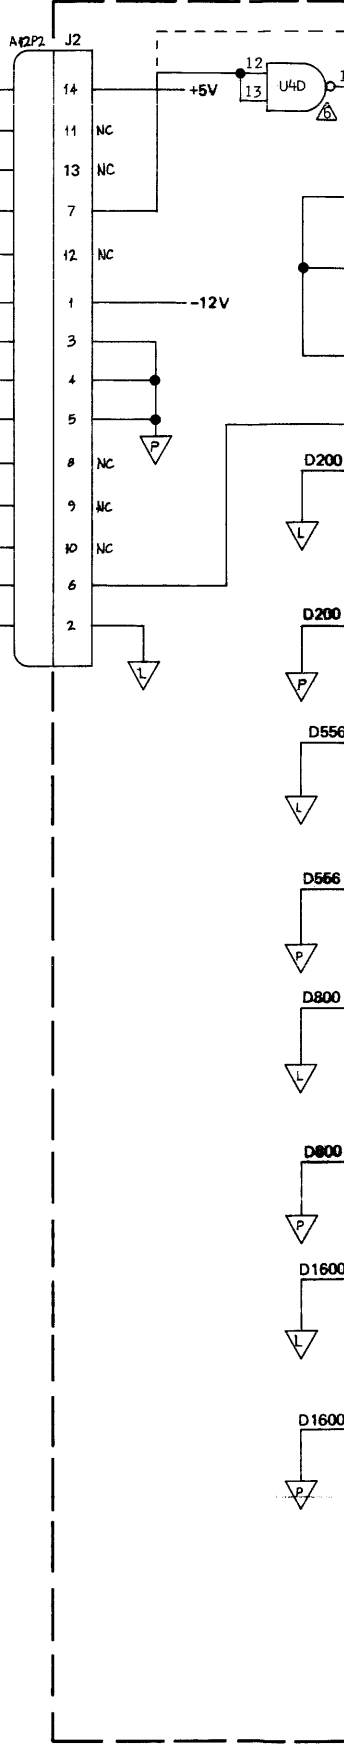 A12P2 J2
12
14 +5V 13 U4D 1
6
11 NC
13 NC
7
12 NC
1 -12V
3
4
5
P
8 NC
D200
9 NC
L
10 NC
6
D200
2
L
P
D556
L
D556
P
D800
L
D800
P
D1600
L
D1600
P